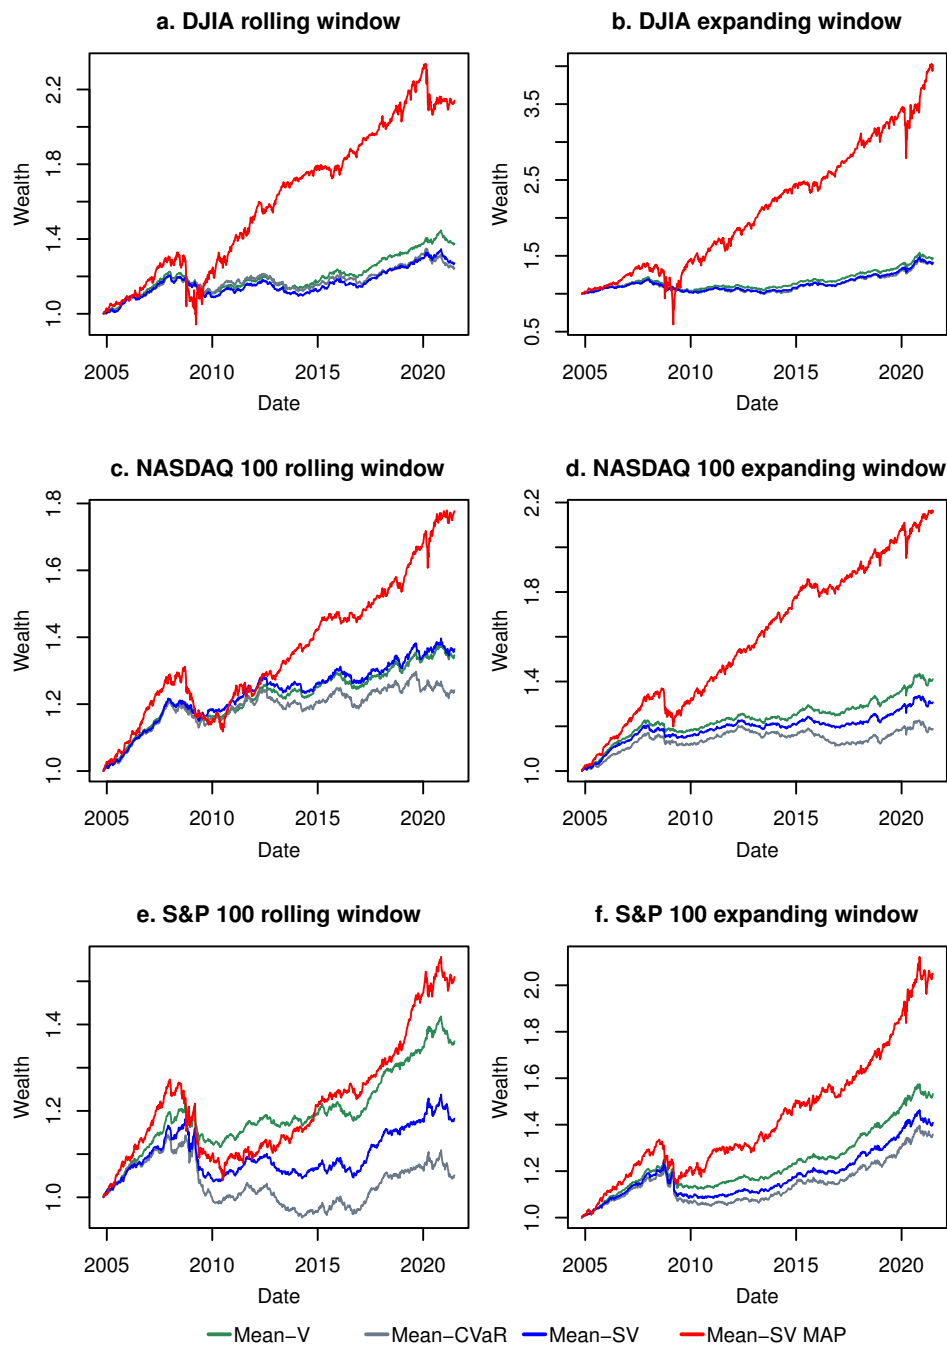 a. DJIA rolling window
Wealth
1.0 1.4 1.8 2.2
2005 2010 2015 2020
Date
b. DJIA expanding window
Wealth
0.5 1.5 2.5 3.5
2005 2010 2015 2020
Date
c. NASDAQ 100 rolling window
Wealth
1.0 1.2 1.4 1.6 1.8
2005 2010 2015 2020
Date
d. NASDAQ 100 expanding window
Wealth
1.0 1.4 1.8 2.2
2005 2010 2015 2020
Date
e. S&P 100 rolling window
Wealth
1.0 1.2 1.4
2005 2010 2015 2020
Date
f. S&P 100 expanding window
Wealth
1.0 1.2 1.4 1.6 1.8 2.0
2005 2010 2015 2020
Date
Mean−V Mean−CVaR Mean−SV Mean−SV MAP